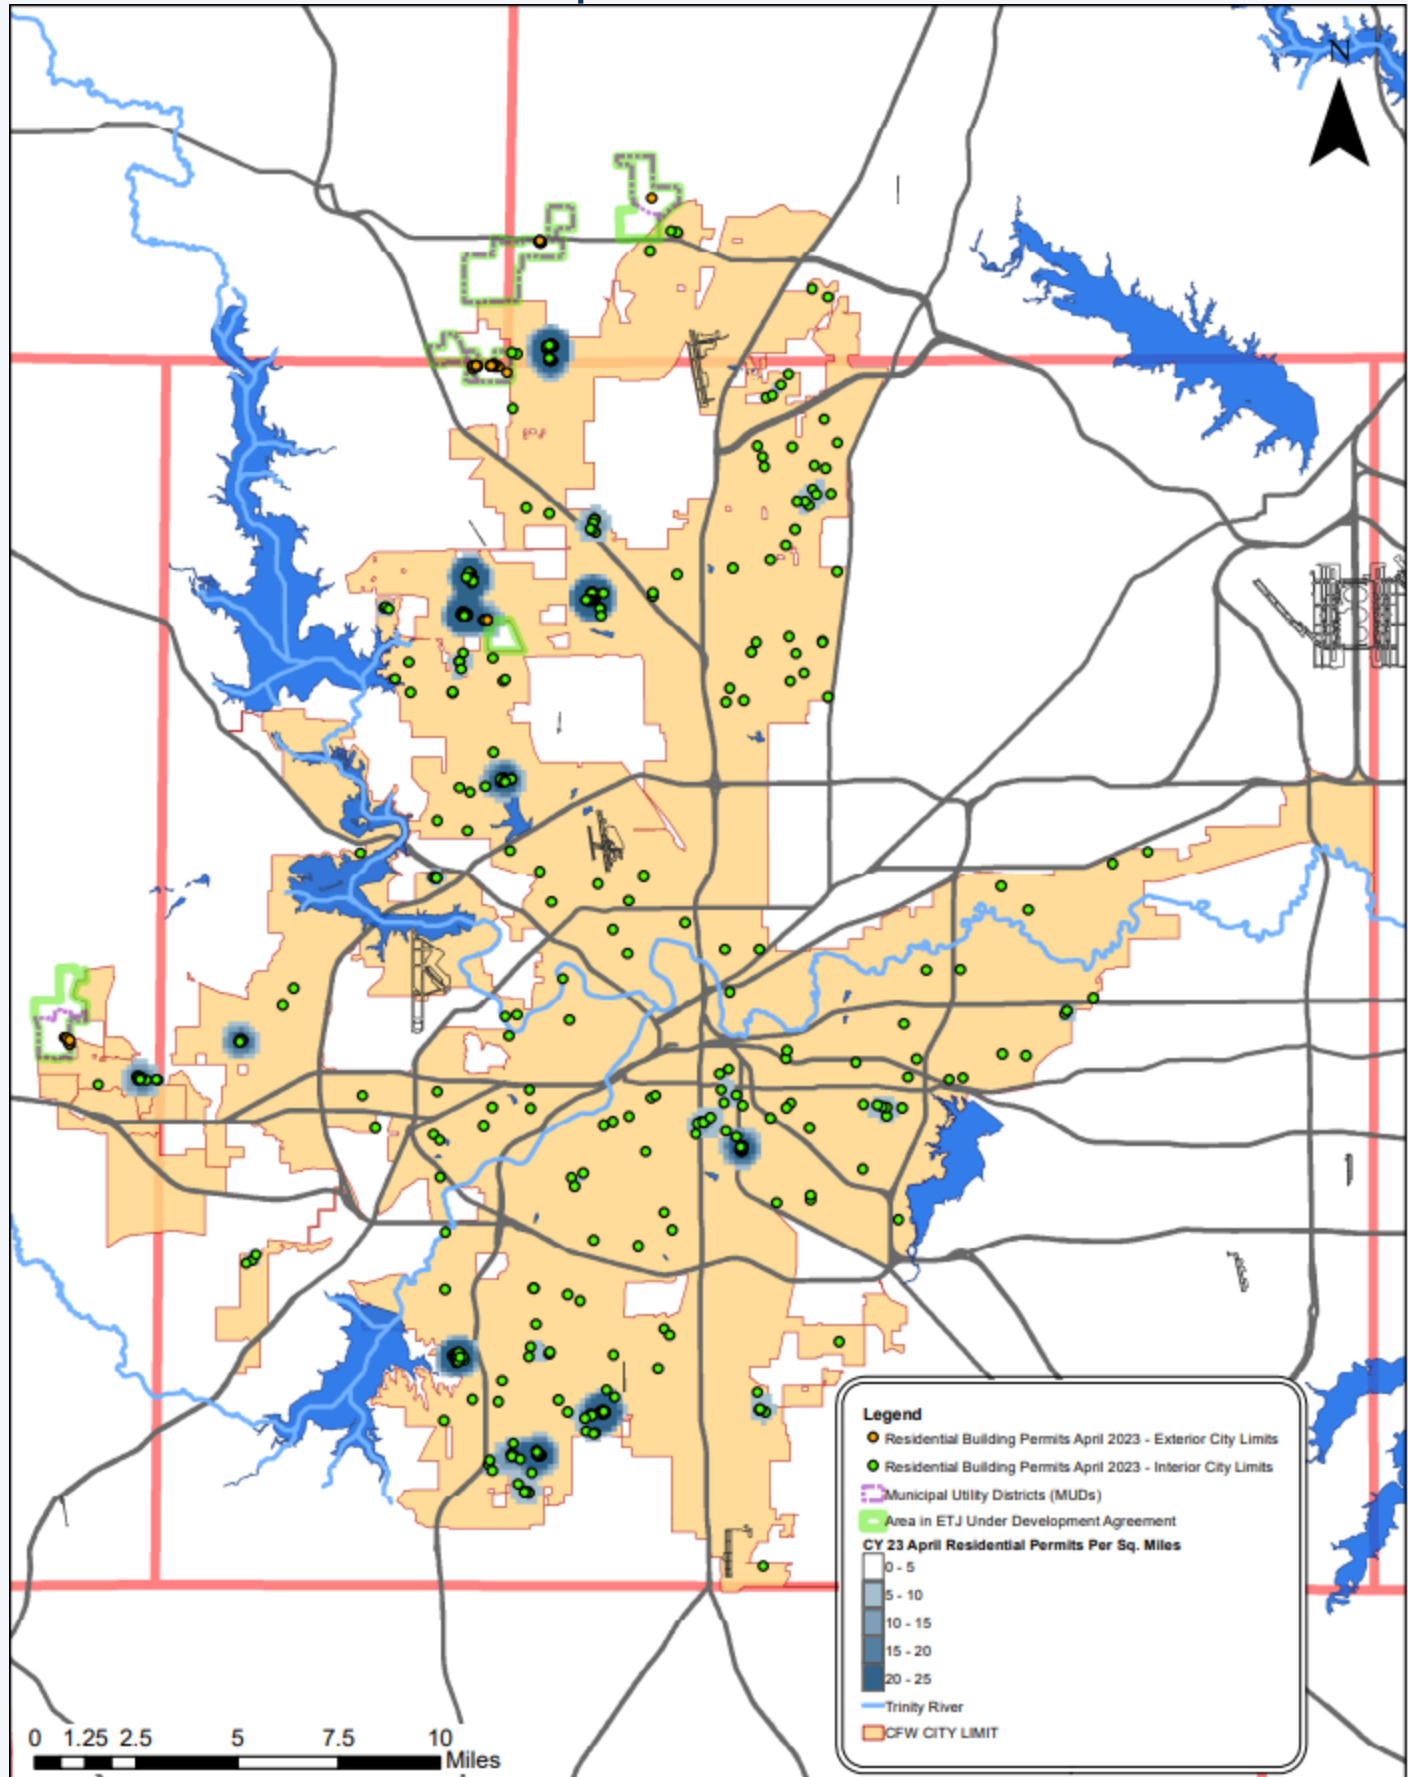 N
Legend
Residential Building Permits April 2023 - Exterior City Limits
Residential Building Permits April 2023 - Interior City Limits
Municipal Utility Districts (MUDs)
Area in ETJ Under Development Agreement
CY 23 April Residential Permits Per Sq. Miles
0 - 5
5 - 10
10 - 15
15 - 20
20 - 25
Trinity River
CFW CITY LIMIT
0 1.25 2.5 5 7.5 10
Miles